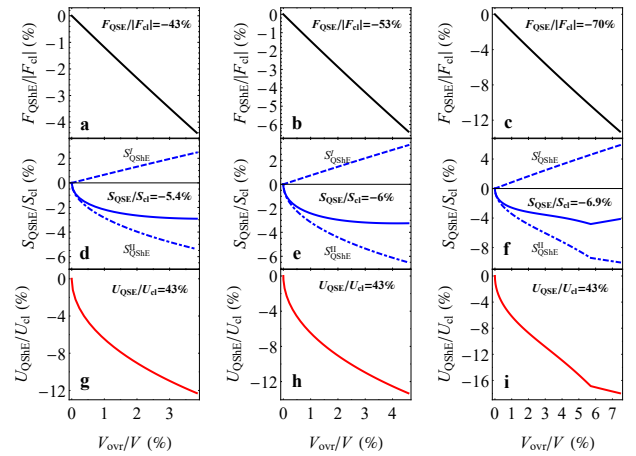 F_QShE/|F_cl| (%)
0
−1
−2
−3
−4
F_QSE/|F_cl|=−43%
a
F_QShE/|F_cl| (%)
0
−1
−2
−3
−4
−5
−6
F_QSE/|F_cl|=−53%
b
F_QShE/|F_cl| (%)
0
−4
−8
−12
F_QSE/|F_cl|=−70%
c
S_QShE/S_cl (%)
2
0
−2
−4
−6
S^I_QShE
S_QSE/S_cl=−5.4%
S^II_QShE
d
S_QShE/S_cl (%)
2
0
−2
−4
−6
S^I_QShE
S_QSE/S_cl=−6%
S^II_QShE
e
S_QShE/S_cl (%)
4
0
−4
−8
S^I_QShE
S_QSE/S_cl=−6.9%
S^II_QShE
f
U_QShE/U_cl (%)
0
−4
−8
−12
U_QSE/U_cl=43%
g
0 1 2 3
V_ovr/V (%)
U_QShE/U_cl (%)
0
−4
−8
−12
U_QSE/U_cl=43%
h
0 1 2 3 4
V_ovr/V (%)
U_QShE/U_cl (%)
0
−4
−8
−12
−16
U_QSE/U_cl=43%
i
0 1 2 3 4 5 6 7
V_ovr/V (%)